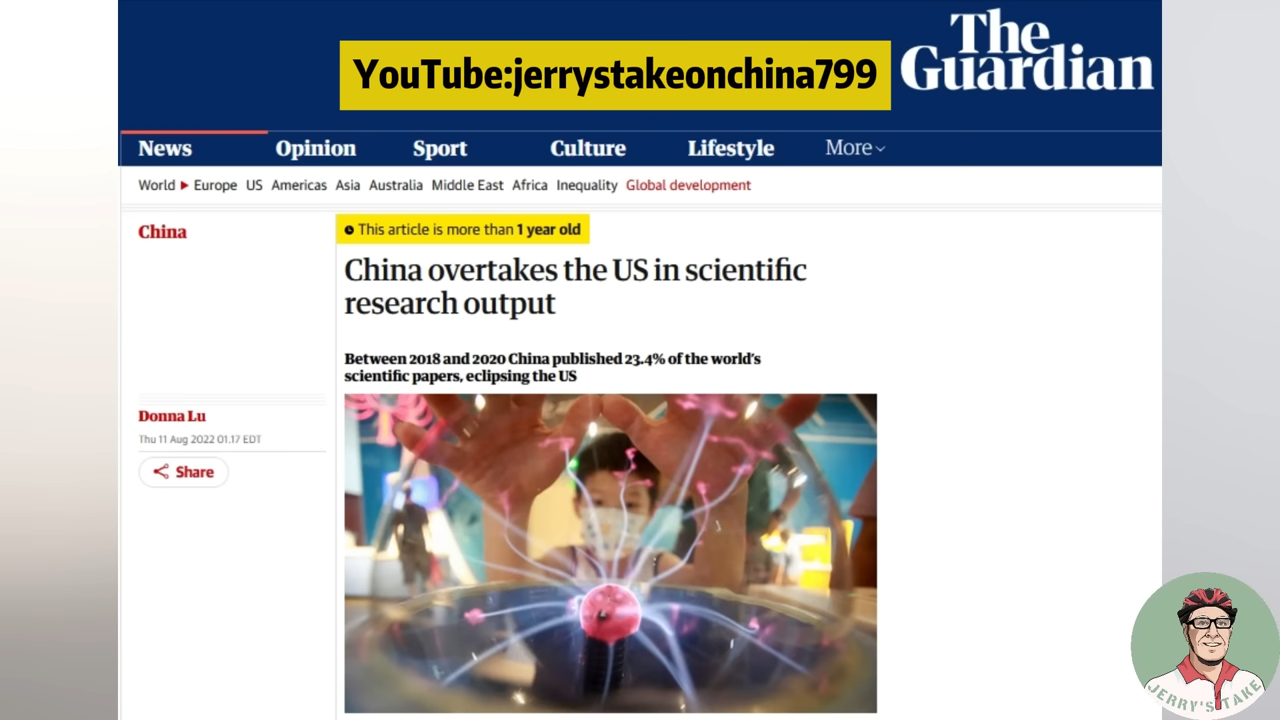 The
Guardian
YouTube:jerrystakeonchina799
News Opinion Sport Culture Lifestyle More
World Europe US Americas Asia Australia Middle East Africa Inequality Global development
China
This article is more than 1 year old
China overtakes the US in scientific
research output
Between 2018 and 2020 China published 23.4% of the world's
scientific papers, eclipsing the US
Donna Lu
Thu 11 Aug 2022 01.17 EDT
Share
JERRY'S TAKE